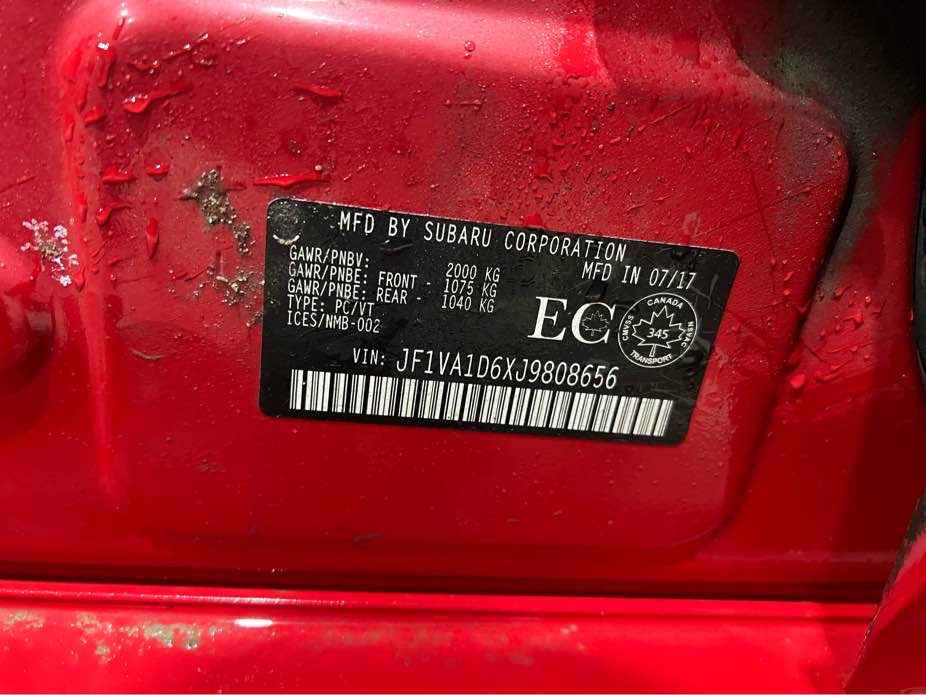 MFD BY SUBARU CORPORATION
GAWR/PNBV: 2000 KG MFD IN 07/17
GAWR/PNBE: FRONT - 1075 KG
GAWR/PNBE: REAR - 1040 KG
TYPE: PC/VT
ICES/NMB-002
EC
CANADA
CMVSS 345 NSVAC
TRANSPORT
VIN: JF1VA1D6XJ9808656